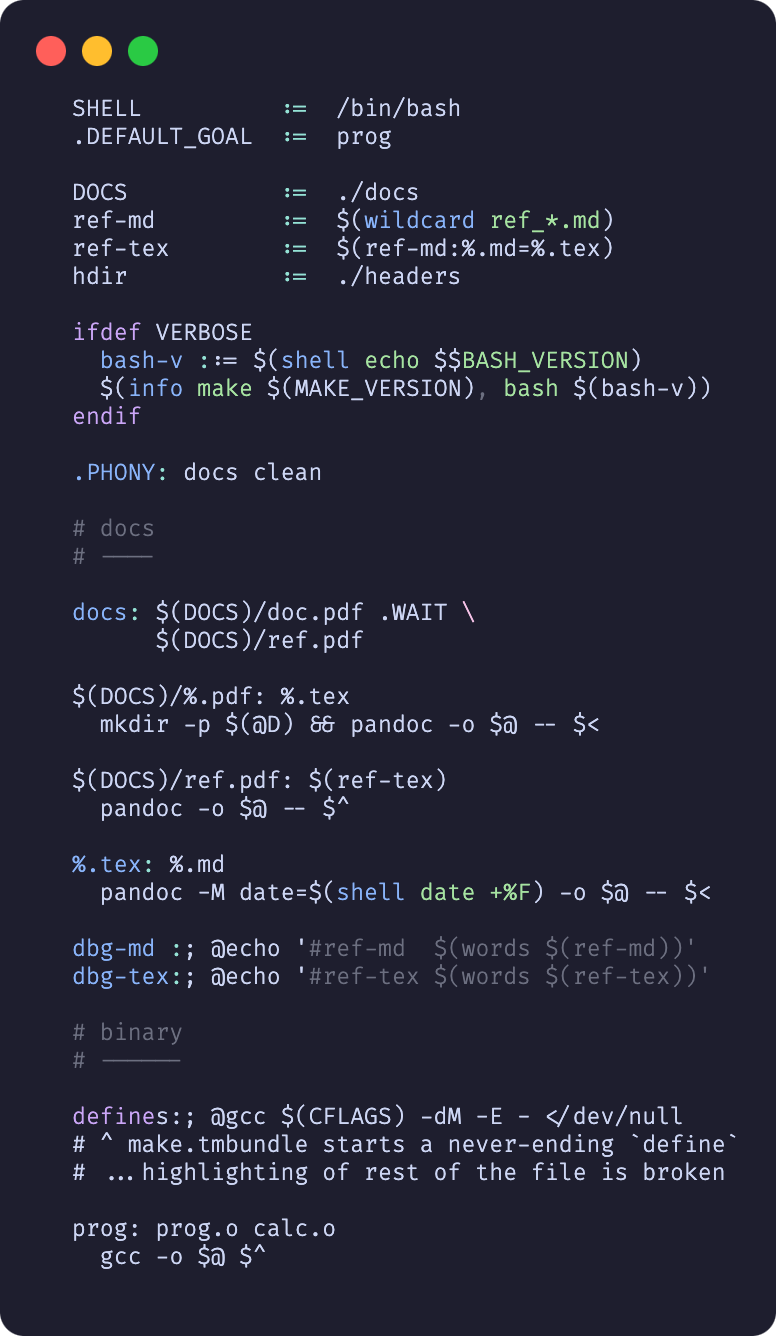 SHELL          :=  /bin/bash
.DEFAULT_GOAL  :=  prog

DOCS           :=  ./docs
ref-md         :=  $(wildcard ref_*.md)
ref-tex        :=  $(ref-md:%.md=%.tex)
hdir           :=  ./headers

ifdef VERBOSE
  bash-v ::= $(shell echo $$BASH_VERSION)
  $(info make $(MAKE_VERSION), bash $(bash-v))
endif

.PHONY: docs clean

# docs
# ----

docs: $(DOCS)/doc.pdf .WAIT \
      $(DOCS)/ref.pdf

$(DOCS)/%.pdf: %.tex
  mkdir -p $(@D) && pandoc -o $@ -- $<

$(DOCS)/ref.pdf: $(ref-tex)
  pandoc -o $@ -- $^

%.tex: %.md
  pandoc -M date=$(shell date +%F) -o $@ -- $<

dbg-md :; @echo '#ref-md  $(words $(ref-md))'
dbg-tex:; @echo '#ref-tex $(words $(ref-tex))'

# binary
# ------

defines:; @gcc $(CFLAGS) -dM -E - </dev/null
# ^ make.tmbundle starts a never-ending `define`
# ...highlighting of rest of the file is broken

prog: prog.o calc.o
  gcc -o $@ $^